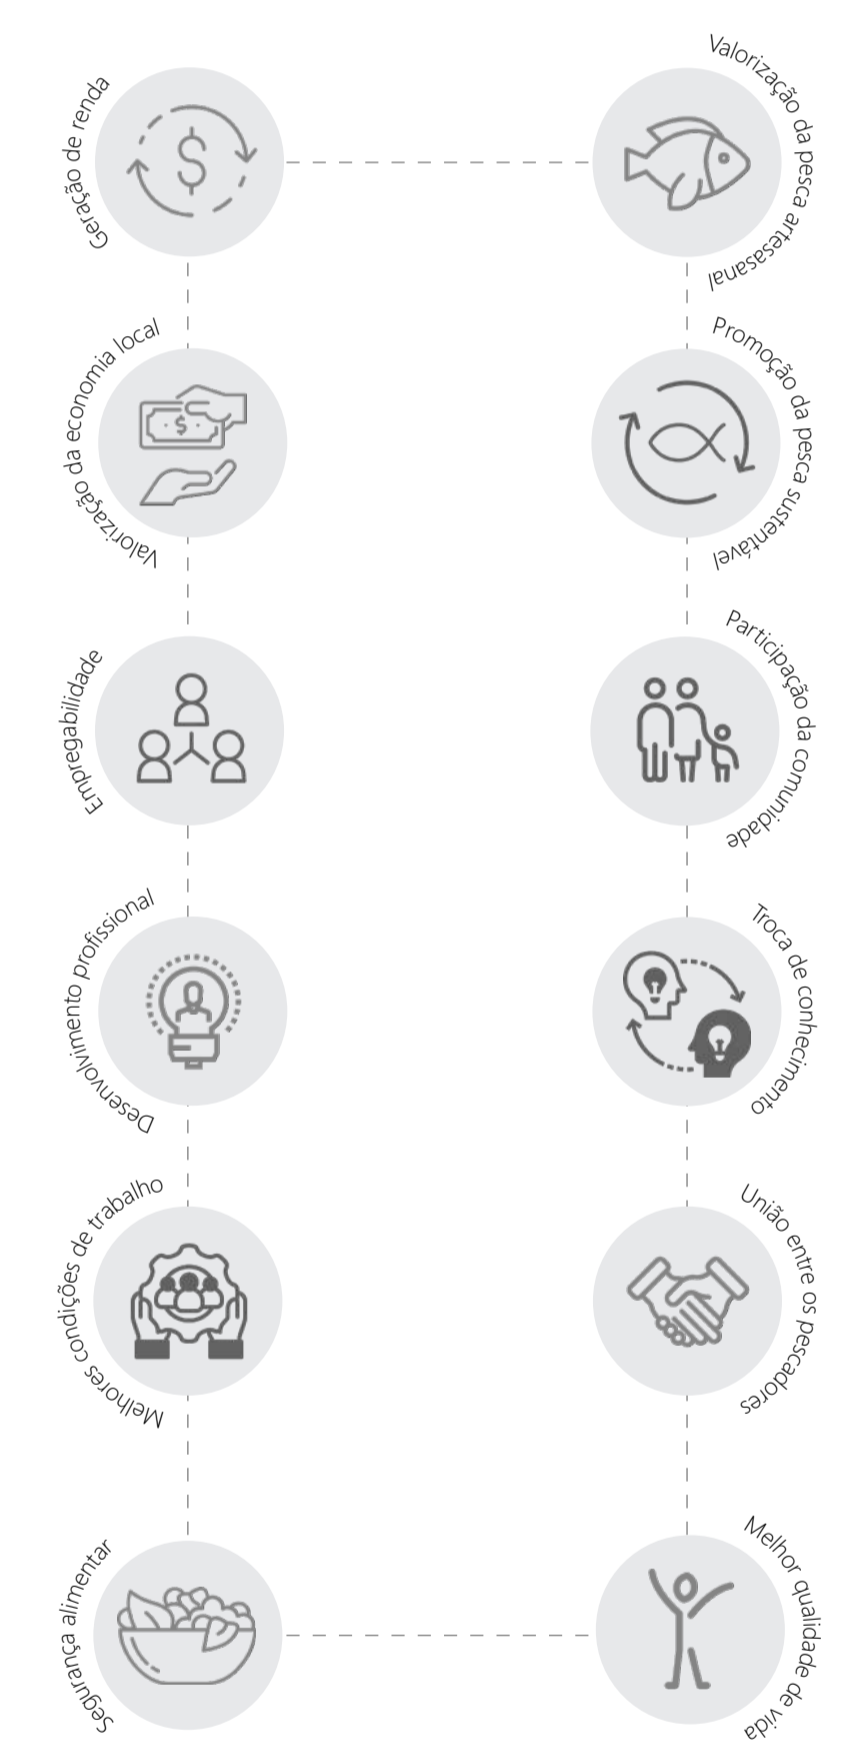 Geração de renda
Valorização da pesca artesasanal
Valorização da economia local
Promoção da pesca sustentável
Empregabilidade
Participação da comunidade
Desenvolvimento profissional
Troca de conhecimento
Melhores condições de trabalho
União entre os pescadores
Segurança alimentar
Melhor qualidade de vida